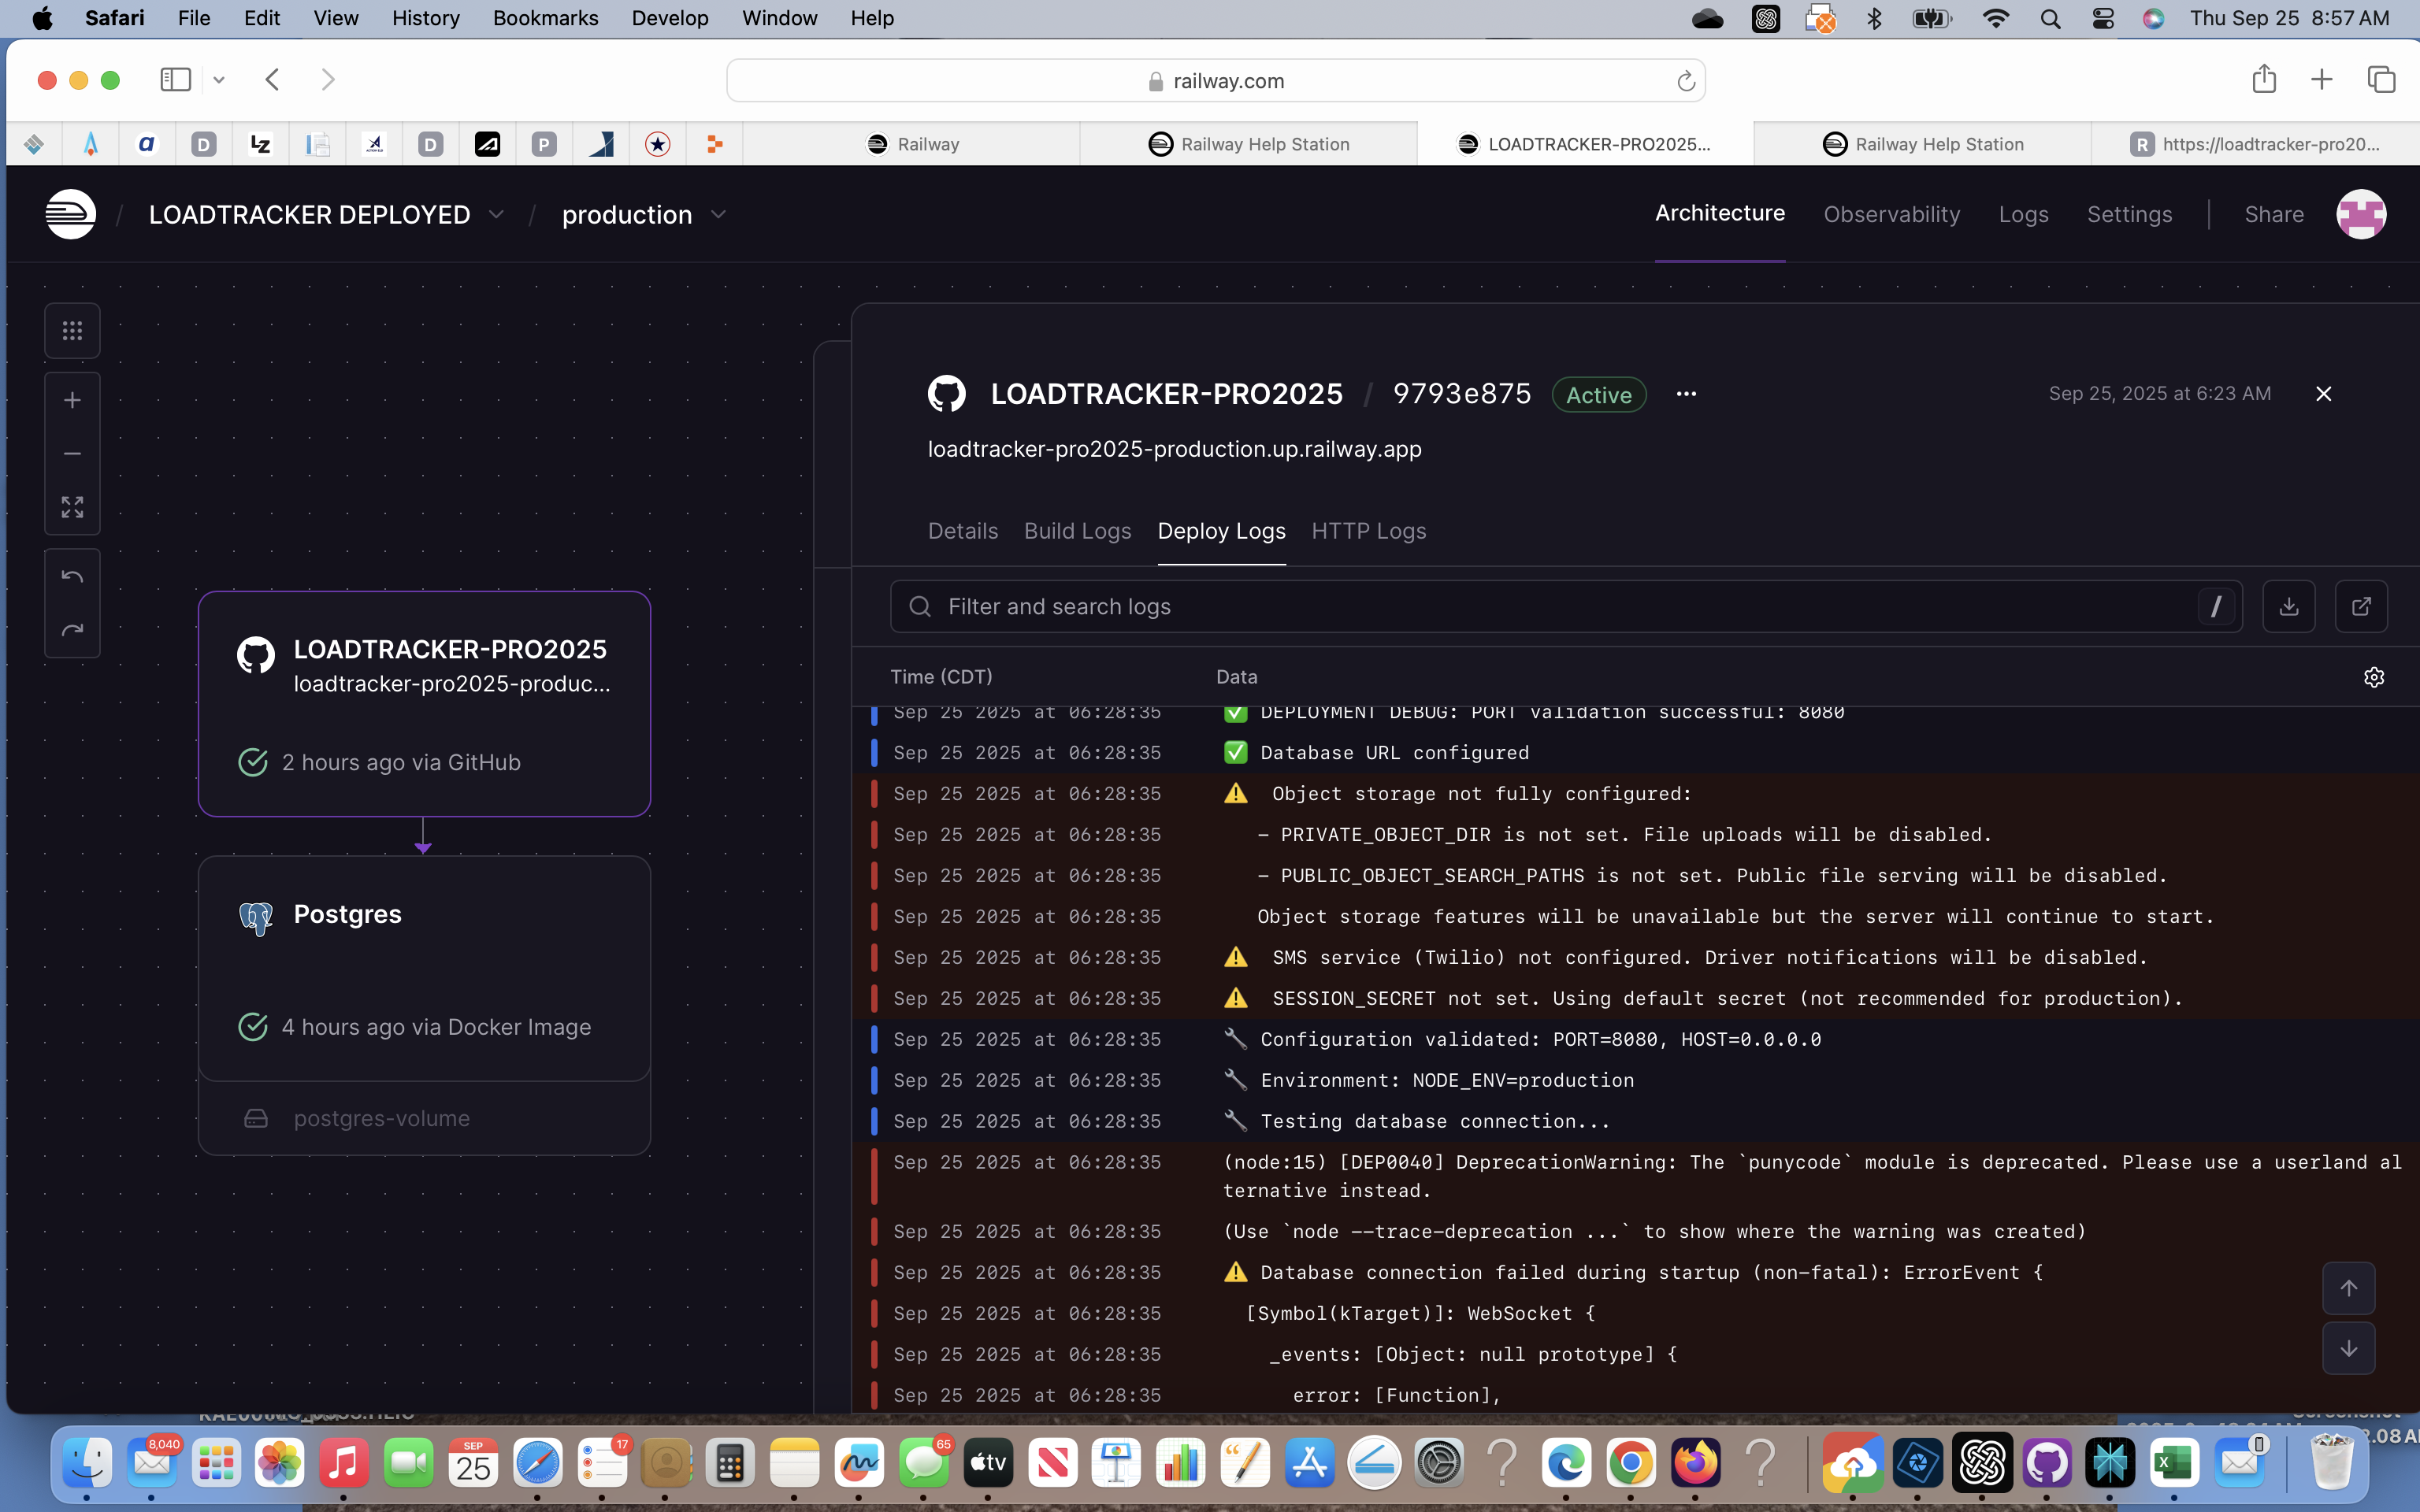 Safari File Edit View History Bookmarks Develop Window Help Thu Sep 25 8:57 AM
railway.com
a D LZ D P Railway Railway Help Station LOADTRACKER-PRO2025... Railway Help Station R https://loadtracker-pro20...
/ LOADTRACKER DEPLOYED / production Architecture Observability Logs Settings Share
LOADTRACKER-PRO2025 / 9793e875 Active ... Sep 25, 2025 at 6:23 AM
loadtracker-pro2025-production.up.railway.app
Details Build Logs Deploy Logs HTTP Logs
Filter and search logs /
Time (CDT) Data
LOADTRACKER-PRO2025
loadtracker-pro2025-produc...
2 hours ago via GitHub
Postgres
4 hours ago via Docker Image
postgres-volume
Sep 25 2025 at 06:28:35 ✅ DEPLOYMENT DEBUG: PORT validation successful: 8080
Sep 25 2025 at 06:28:35 ✅ Database URL configured
Sep 25 2025 at 06:28:35 ⚠️ Object storage not fully configured:
Sep 25 2025 at 06:28:35 – PRIVATE_OBJECT_DIR is not set. File uploads will be disabled.
Sep 25 2025 at 06:28:35 – PUBLIC_OBJECT_SEARCH_PATHS is not set. Public file serving will be disabled.
Sep 25 2025 at 06:28:35 Object storage features will be unavailable but the server will continue to start.
Sep 25 2025 at 06:28:35 ⚠️ SMS service (Twilio) not configured. Driver notifications will be disabled.
Sep 25 2025 at 06:28:35 ⚠️ SESSION_SECRET not set. Using default secret (not recommended for production).
Sep 25 2025 at 06:28:35 🔧 Configuration validated: PORT=8080, HOST=0.0.0.0
Sep 25 2025 at 06:28:35 🔧 Environment: NODE_ENV=production
Sep 25 2025 at 06:28:35 🔧 Testing database connection...
Sep 25 2025 at 06:28:35 (node:15) [DEP0040] DeprecationWarning: The `punycode` module is deprecated. Please use a userland al
ternative instead.
Sep 25 2025 at 06:28:35 (Use `node --trace-deprecation ...` to show where the warning was created)
Sep 25 2025 at 06:28:35 ⚠️ Database connection failed during startup (non-fatal): ErrorEvent {
Sep 25 2025 at 06:28:35 [Symbol(kTarget)]: WebSocket {
Sep 25 2025 at 06:28:35 _events: [Object: null prototype] {
Sep 25 2025 at 06:28:35 error: [Function],
8,040 SEP 25 17 65 tv